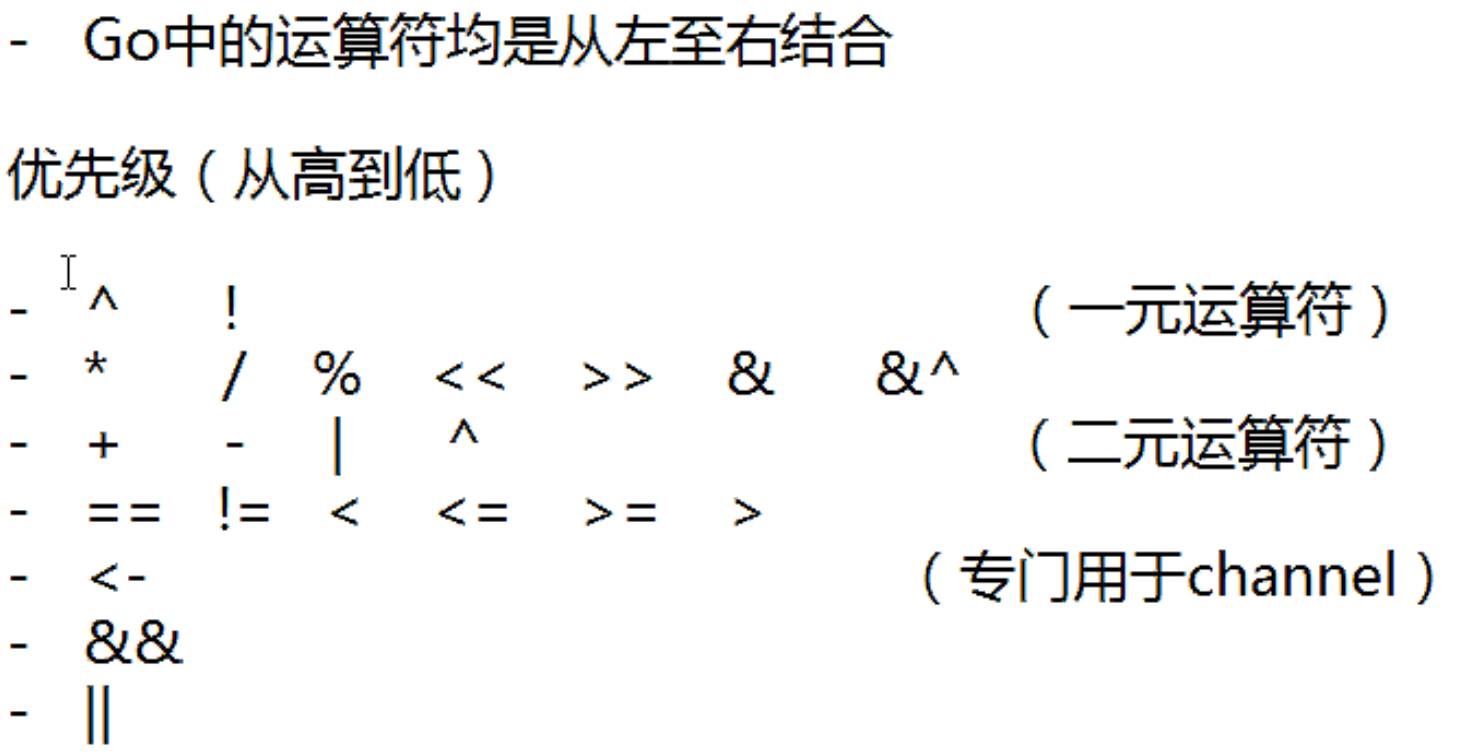 - Go中的运算符均是从左至右结合
优先级（从高到低）
- ^ ! （一元运算符）
- * / % << >> & &^
- + - | ^ （二元运算符）
- == != < <= >= >
- <- （专门用于channel）
- &&
- ||